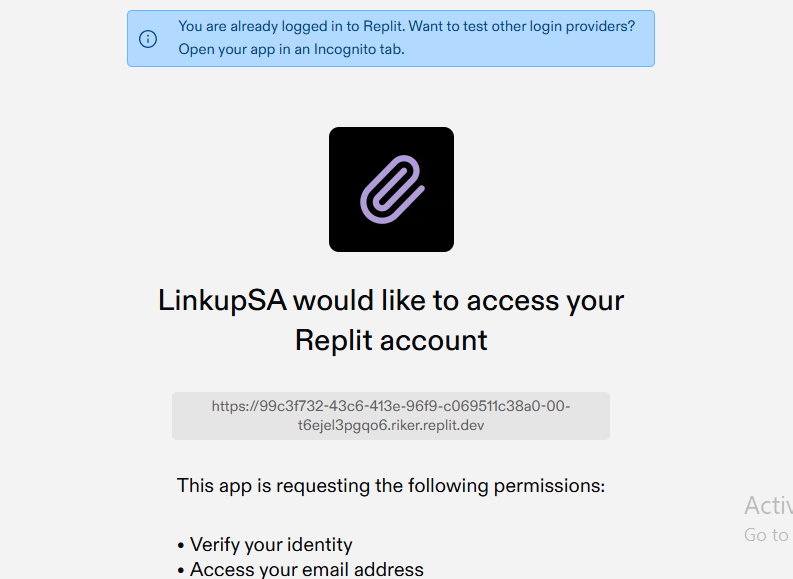 You are already logged in to Replit. Want to test other login providers?
Open your app in an Incognito tab.
LinkupSA would like to access your
Replit account
https://99c3f732-43c6-413e-96f9-c069511c38a0-00-
t6ejel3pgqo6.riker.replit.dev
This app is requesting the following permissions:
Activ
Go to
• Verify your identity
• Access your email address